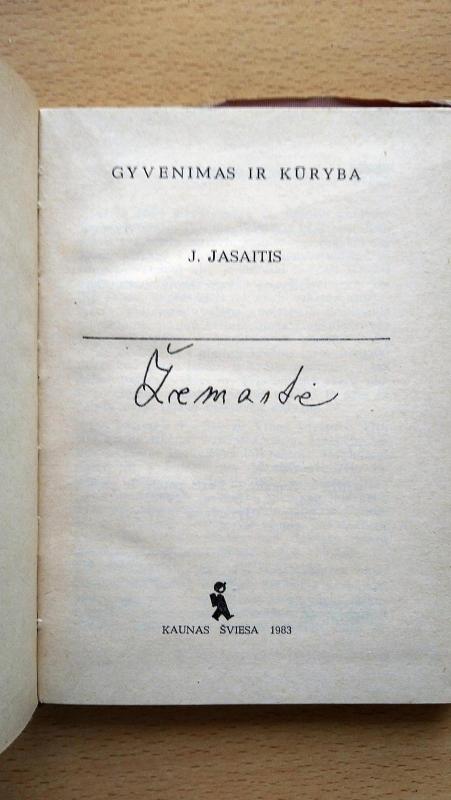 GYVENIMAS IR KŪRYBA
J. JASAITIS
Žemaitė
KAUNAS ŠVIESA 1983